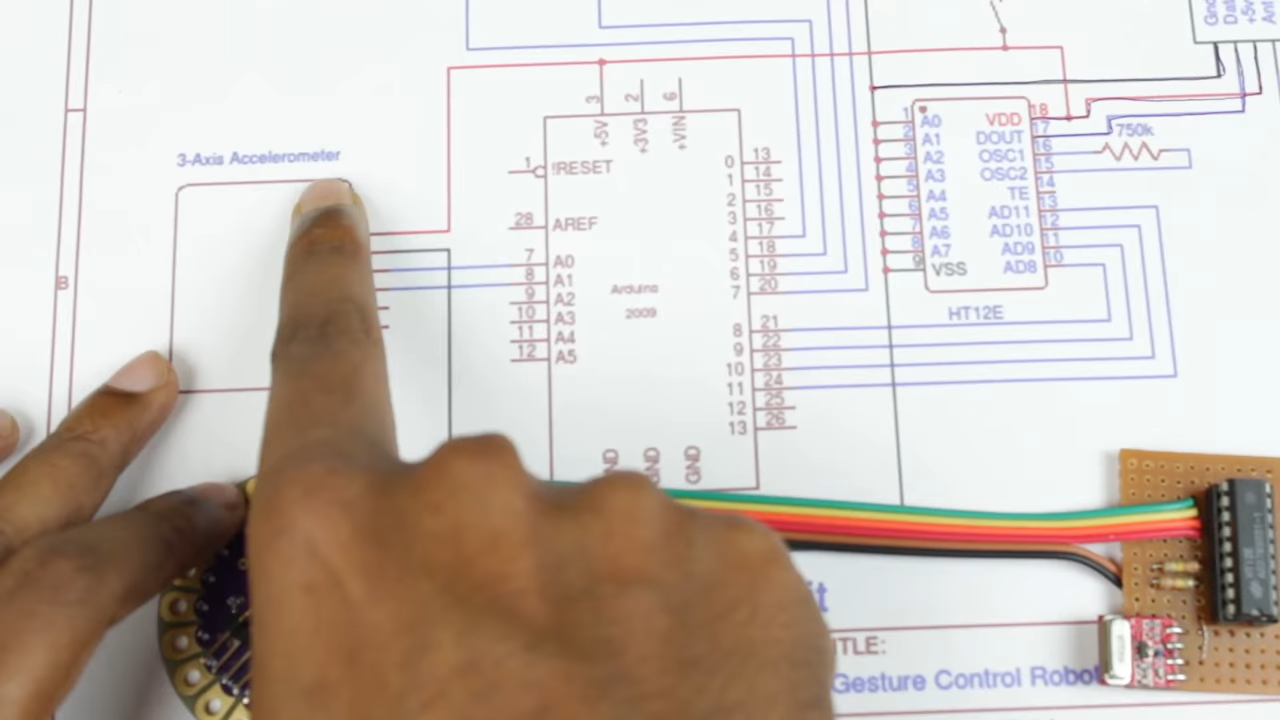 Gnd
+5v
Ant
3
2
6
+5V
+3V3
+VIN
3-Axis Accelerometer
1
!RESET
28
AREF
7
A0
8
A1
9
A2
10
A3
11
A4
12
A5
Arduino
2009
0
13
1
14
2
15
3
16
4
17
5
18
6
19
7
20
8
21
9
22
10
23
11
24
12
25
13
26
GND
1
A0
2
A1
3
A2
4
A3
5
A4
6
A5
7
A6
8
A7
9
VSS
VDD
18
DOUT
17
OSC1
16
OSC2
15
TE
14
AD11
13
AD10
12
AD9
11
AD8
10
HT12E
750k
B
Gesture Control Robot